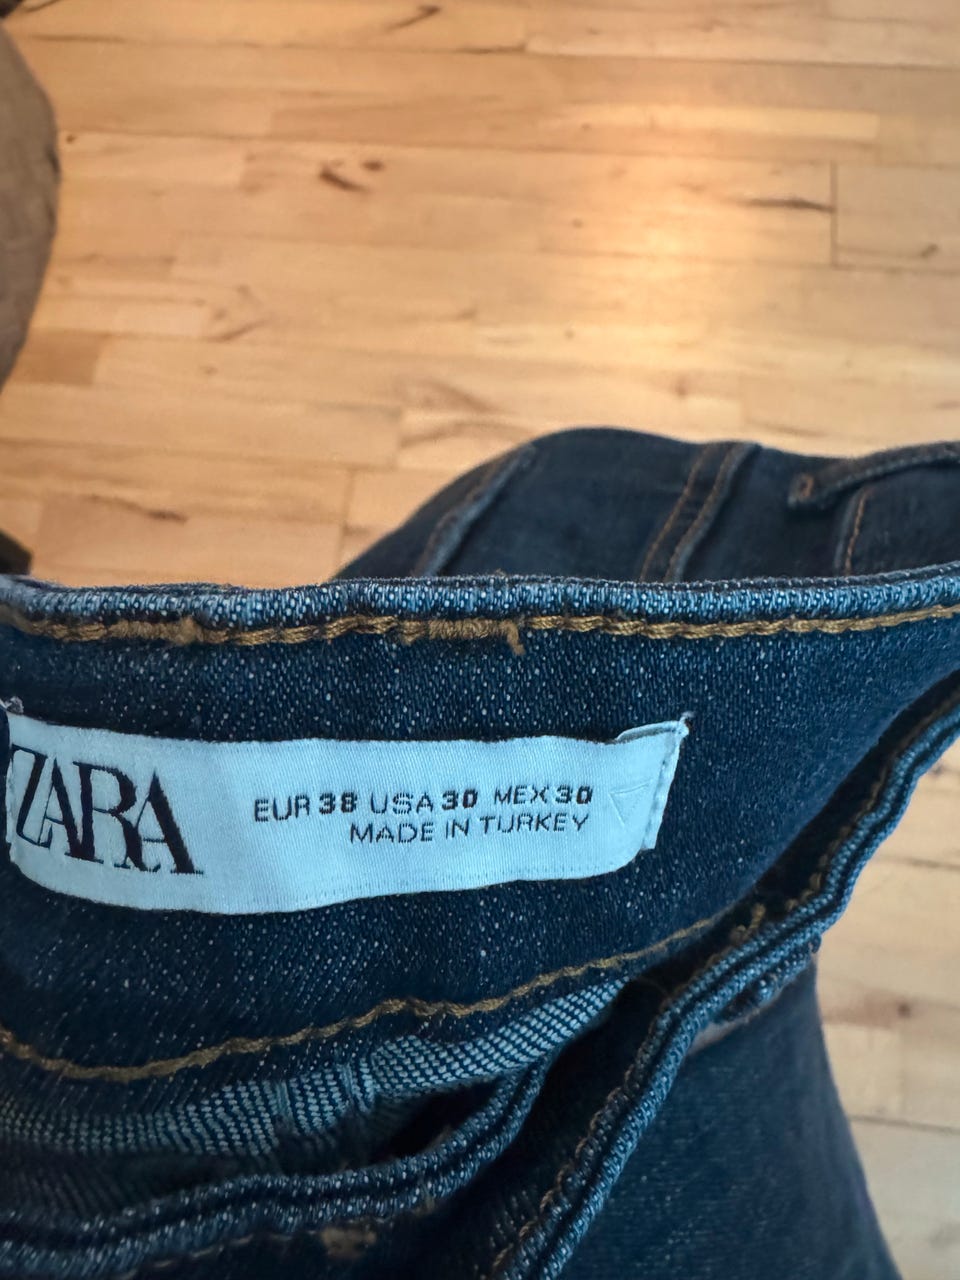 ZARA
EUR 38 USA 30 MEX 30
MADE IN TURKEY